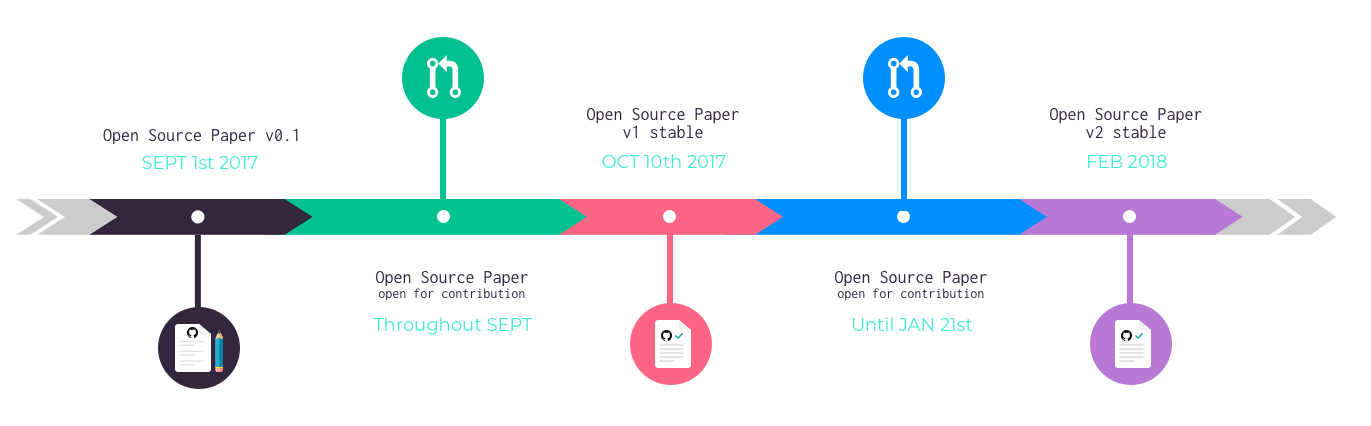 Open Source Paper v0.1
SEPT 1st 2017
Open Source Paper
open for contribution
Throughout SEPT
Open Source Paper
v1 stable
OCT 10th 2017
Open Source Paper
open for contribution
Until JAN 21st
Open Source Paper
v2 stable
FEB 2018